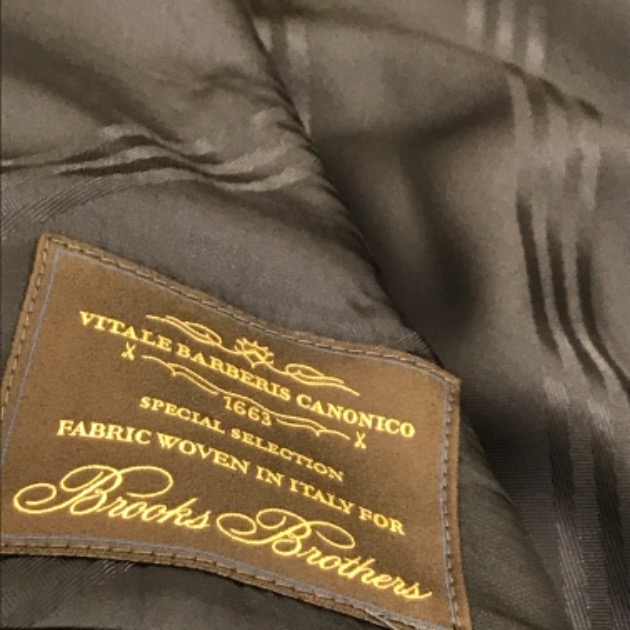 VITALE BARBERIS CANONICO
1663
SPECIAL SELECTION
FABRIC WOVEN IN ITALY FOR
Brooks Brothers